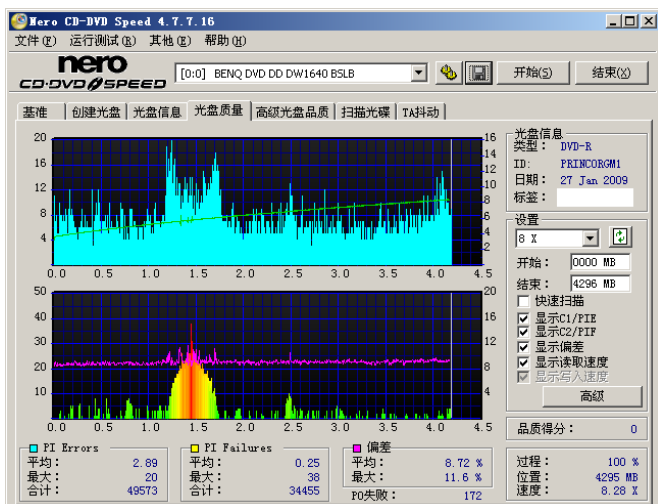 Nero CD-DVD Speed 4.7.7.16
文件(F) 运行测试(R) 其他(E) 帮助(H)
nero
CD·DVD SPEED
[0:0] BENQ DVD DD DW1640 BSLB
开始(S)
结束(X)
基准 创建光盘 光盘信息 光盘质量 高级光盘品质 扫描光碟 TA抖动
20
16
12
8
4
16
14
12
10
8
6
4
2
0.0 0.5 1.0 1.5 2.0 2.5 3.0 3.5 4.0 4.5
50
40
30
20
10
20
16
12
8
4
0.0 0.5 1.0 1.5 2.0 2.5 3.0 3.5 4.0 4.5
PI Errors
平均: 2.89
最大: 20
合计: 49573
PI Failures
平均: 0.25
最大: 38
合计: 34455
偏差
平均: 8.72 %
最大: 11.6 %
PO失败: 172
光盘信息
类型: DVD-R
ID: PRINCORGM1
日期: 27 Jan 2009
标签:
设置
8 X
开始: 0000 MB
结束: 4296 MB
快速扫描
显示C1/PIE
显示C2/PIF
显示偏差
显示读取速度
显示写入速度
高级
品质得分: 0
过程: 100 %
位置: 4295 MB
速度: 8.28 X